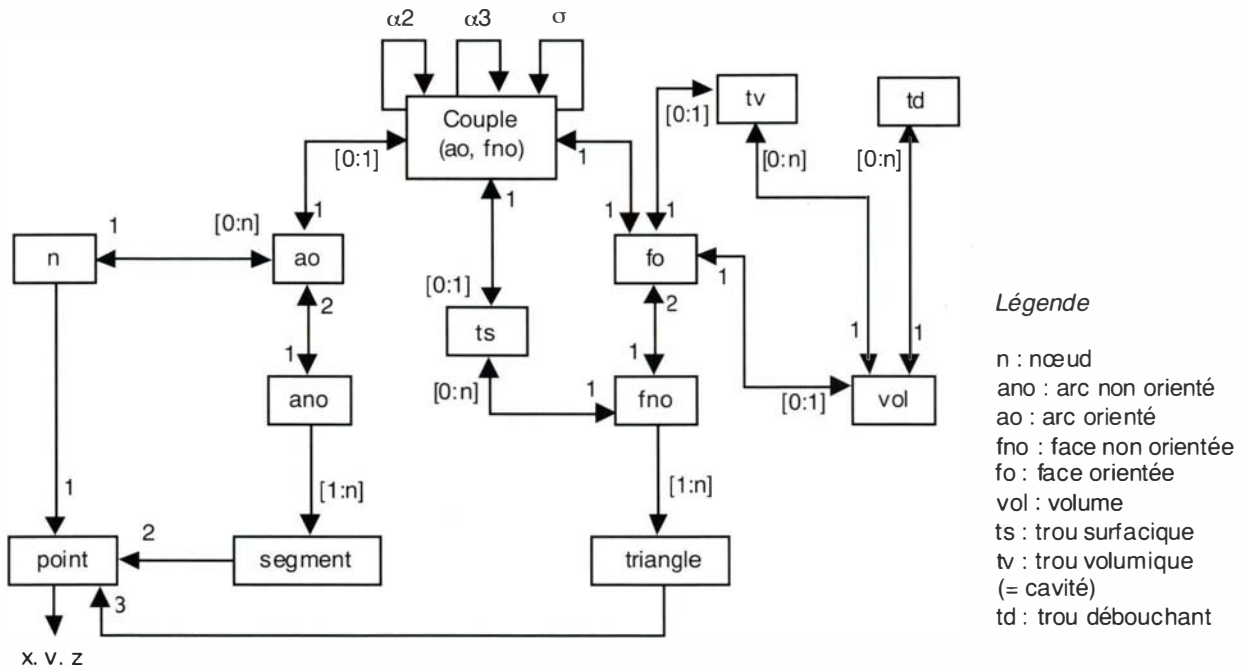 α2 α3 σ
Couple
(ao, fno)
tv
td
[0:1]
[0:1]
1
[0:n]
[0:n]
1
1
1
1
1
[0:n]
n
ao
fo
1
2
[0:1]
2
ts
1
1
1
1
[0:n]
1
ano
fno
[0:1]
vol
1
[1:n]
[1:n]
2
point
segment
triangle
3
x. v. z
Légende
n : nœud
ano : arc non orienté
ao : arc orienté
fno : face non orientée
fo : face orientée
vol : volume
ts : trou surfacique
tv : trou volumique
(= cavité)
td : trou débouchant